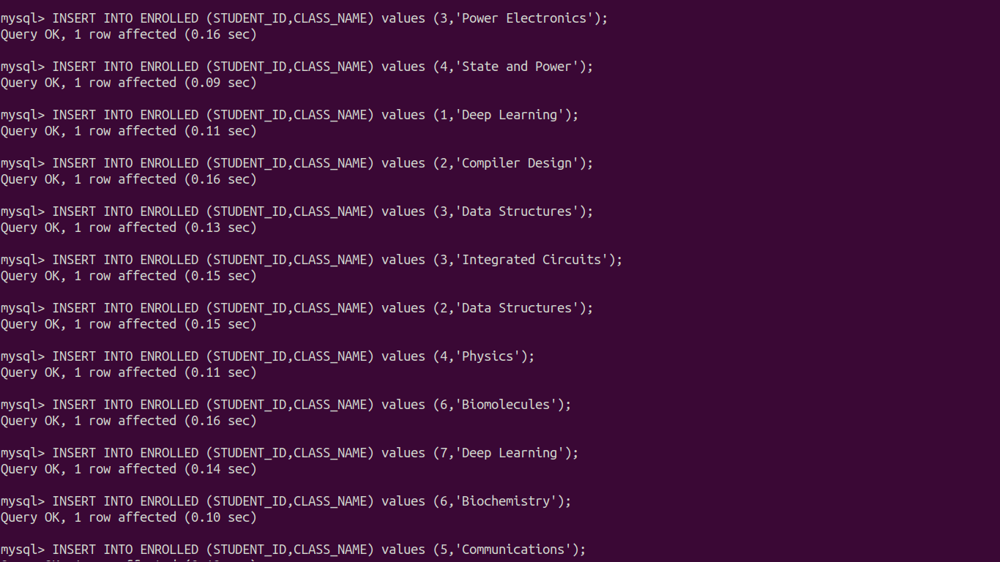 mysql> INSERT INTO ENROLLED (STUDENT_ID,CLASS_NAME) values (3,'Power Electronics');
Query OK, 1 row affected (0.16 sec)
mysql> INSERT INTO ENROLLED (STUDENT_ID,CLASS_NAME) values (4,'State and Power');
Query OK, 1 row affected (0.09 sec)
mysql> INSERT INTO ENROLLED (STUDENT_ID,CLASS_NAME) values (1,'Deep Learning');
Query OK, 1 row affected (0.11 sec)
mysql> INSERT INTO ENROLLED (STUDENT_ID,CLASS_NAME) values (2,'Compiler Design');
Query OK, 1 row affected (0.16 sec)
mysql> INSERT INTO ENROLLED (STUDENT_ID,CLASS_NAME) values (3,'Data Structures');
Query OK, 1 row affected (0.13 sec)
mysql> INSERT INTO ENROLLED (STUDENT_ID,CLASS_NAME) values (3,'Integrated Circuits');
Query OK, 1 row affected (0.15 sec)
mysql> INSERT INTO ENROLLED (STUDENT_ID,CLASS_NAME) values (2,'Data Structures');
Query OK, 1 row affected (0.15 sec)
mysql> INSERT INTO ENROLLED (STUDENT_ID,CLASS_NAME) values (4,'Physics');
Query OK, 1 row affected (0.11 sec)
mysql> INSERT INTO ENROLLED (STUDENT_ID,CLASS_NAME) values (6,'Biomolecules');
Query OK, 1 row affected (0.16 sec)
mysql> INSERT INTO ENROLLED (STUDENT_ID,CLASS_NAME) values (7,'Deep Learning');
Query OK, 1 row affected (0.14 sec)
mysql> INSERT INTO ENROLLED (STUDENT_ID,CLASS_NAME) values (6,'Biochemistry');
Query OK, 1 row affected (0.10 sec)
mysql> INSERT INTO ENROLLED (STUDENT_ID,CLASS_NAME) values (5,'Communications');